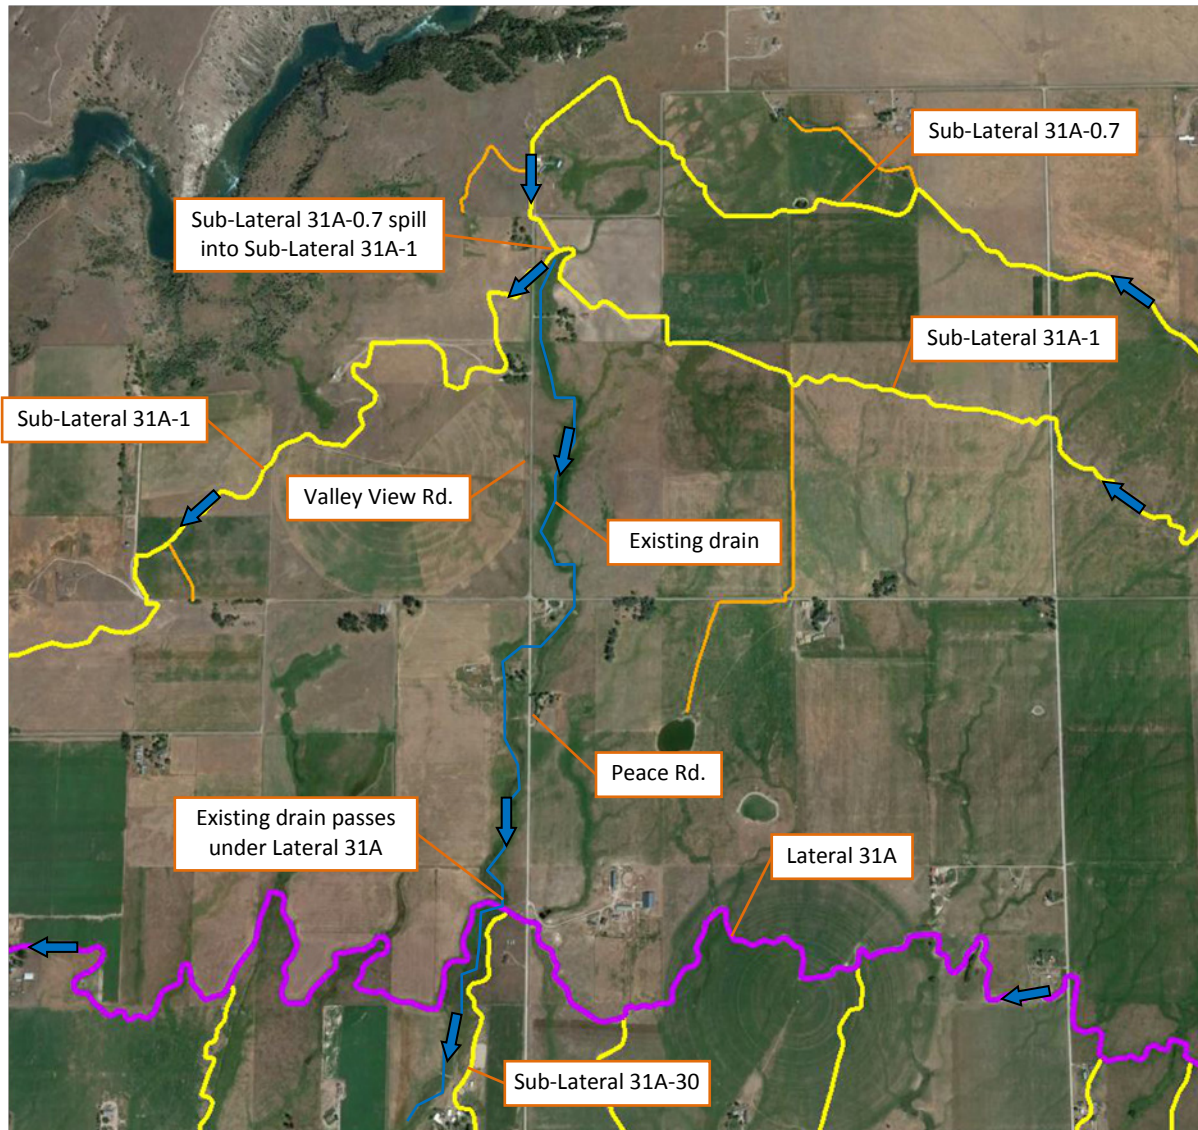 Sub-Lateral 31A-0.7
Sub-Lateral 31A-0.7 spill
into Sub-Lateral 31A-1
Sub-Lateral 31A-1
Sub-Lateral 31A-1
Valley View Rd.
Existing drain
Peace Rd.
Existing drain passes
under Lateral 31A
Lateral 31A
Sub-Lateral 31A-30